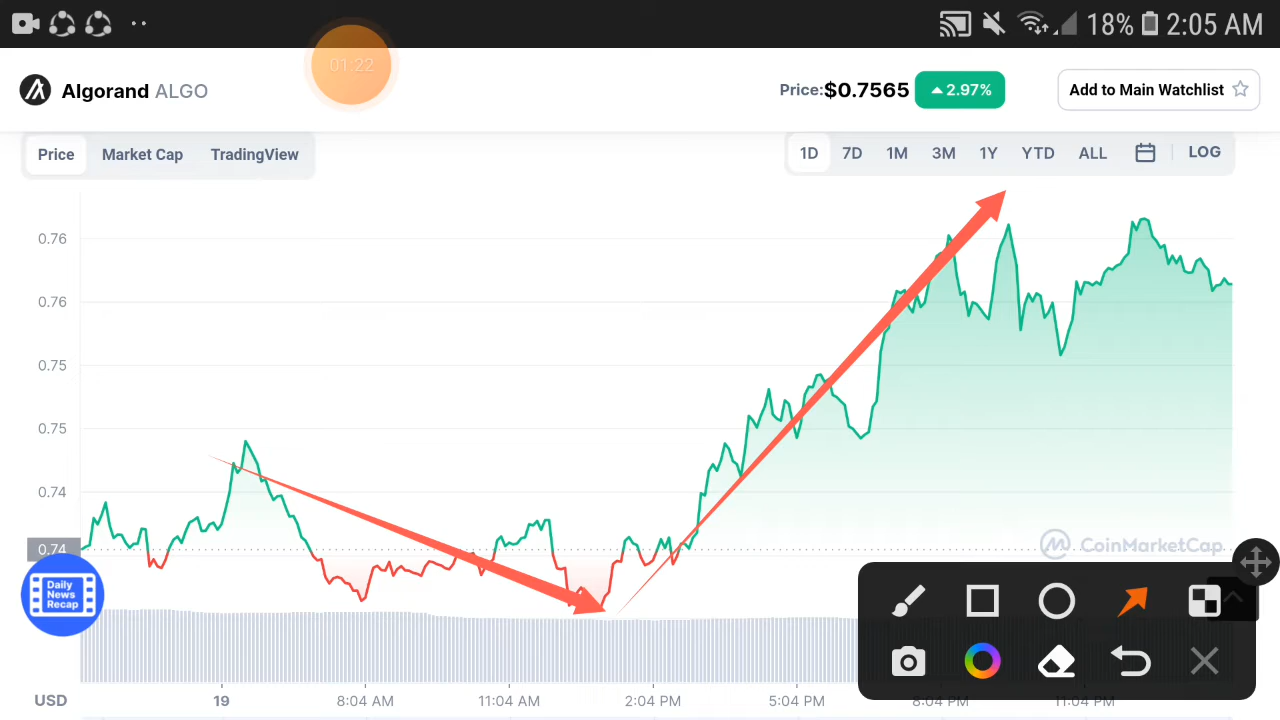 18% 2:05 AM
01:22
Algorand ALGO
Price:$0.7565 2.97%
Add to Main Watchlist
Price Market Cap TradingView
1D 7D 1M 3M 1Y YTD ALL LOG
0.76
0.76
0.75
0.75
0.74
0.74
CoinMarketCap
Daily
News
Recap
USD 19 8:04 AM 11:04 AM 2:04 PM 5:04 PM 8:04 PM 11:04 PM